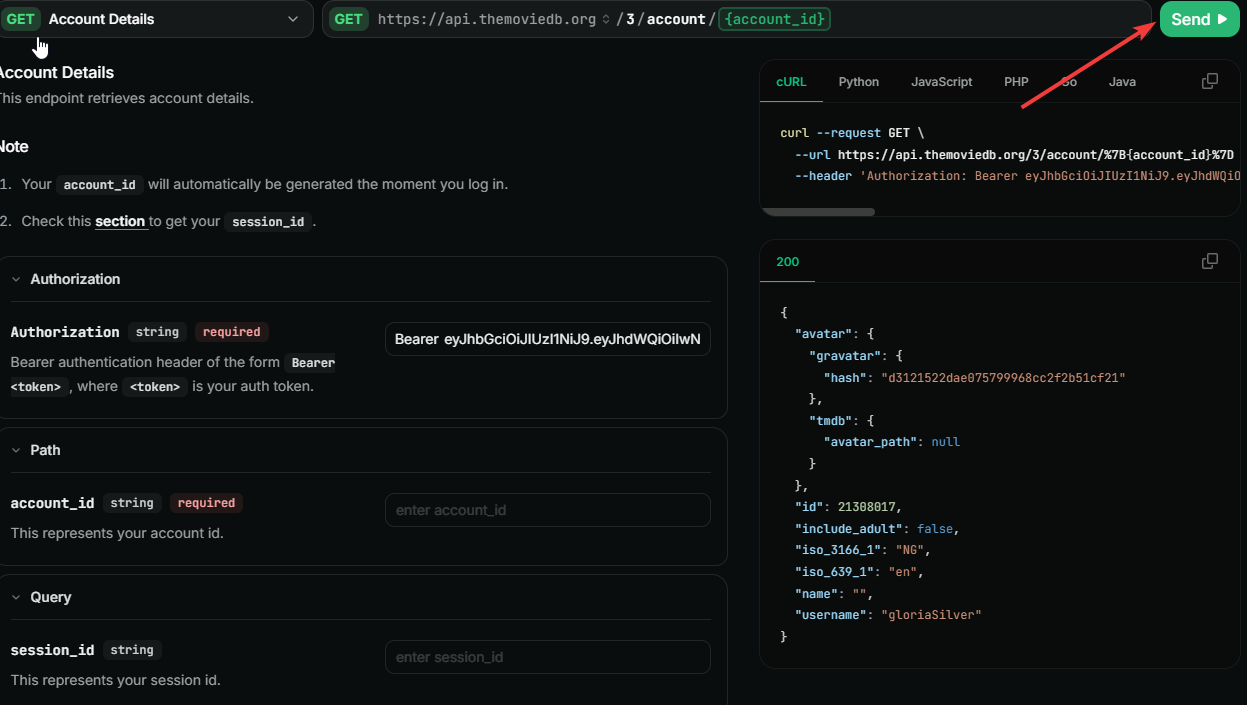 GET Account Details
GET https://api.themoviedb.org /3/account/{account_id}
Send
Account Details
This endpoint retrieves account details.
Note
1. Your account_id will automatically be generated the moment you log in.
2. Check this section to get your session_id.
Authorization
Authorization string required
Bearer authentication header of the form Bearer
<token>, where <token> is your auth token.
Bearer eyJhbGciOiJIUzI1NiJ9.eyJhdWQiOiIwN
Path
account_id string required
This represents your account id.
enter account_id
Query
session_id string
This represents your session id.
enter session_id
cURL Python JavaScript PHP Go Java
curl --request GET \
--url https://api.themoviedb.org/3/account/%7B{account_id}%7D
--header 'Authorization: Bearer eyJhbGciOiJIUzI1NiJ9.eyJhdWQiO
200
{
"avatar": {
"gravatar": {
"hash": "d3121522dae075799968cc2f2b51cf21"
},
"tmdb": {
"avatar_path": null
}
},
"id": 21308017,
"include_adult": false,
"iso_3166_1": "NG",
"iso_639_1": "en",
"name": "",
"username": "gloriaSilver"
}